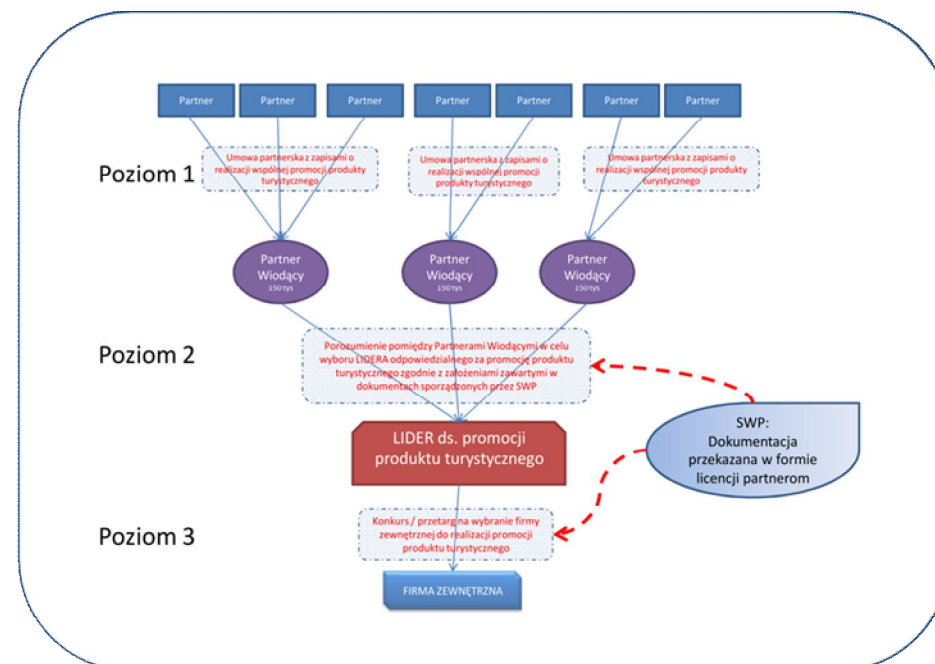 Partner
Partner
Partner
Partner
Partner
Partner
Partner
Poziom 1
Umowa partnerska z zapisami o
realizacji wspólnej promocji produkty
turystycznego
Umowa partnerska z zapisami o
realizacji wspólnej promocji
produkty turystycznego
Umowa partnerska z zapisami o
realizacji wspólnej promocji produkty
turystycznego
Partner
Wiodący
150 tys
Partner
Wiodący
150 tys
Partner
Wiodący
150 tys
Poziom 2
Porozumienie pomiędzy Partnerami Wiodącymi w celu
wyboru LIDERA odpowiedzialnego za promocję produktu
turystycznego zgodnie z założeniami zawartymi w
dokumentach sporządzonych przez SWP
LIDER ds. promocji
produktu turystycznego
SWP:
Dokumentacja
przekazana w formie
licencji partnerom
Poziom 3
Konkurs / przetarg na wybranie firmy
zewnętrznej do realizacji promocji
produktu turystycznego
FIRMA ZEWNĘTRZNA